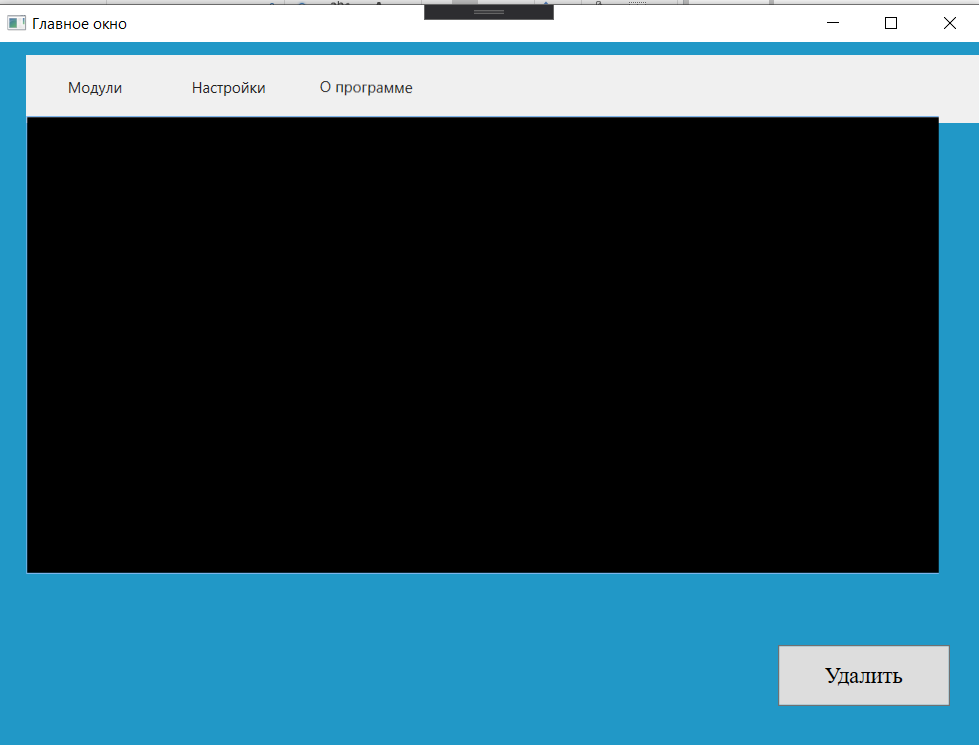 Главное окно
Модули Настройки О программе
Удалить